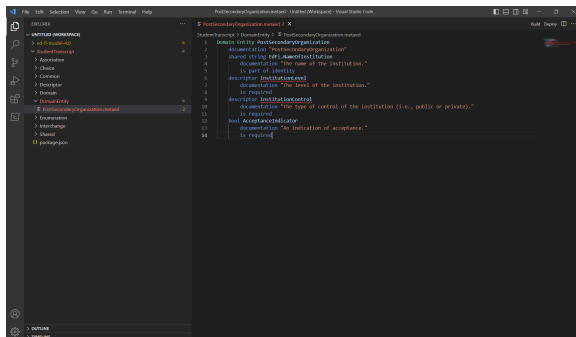 File Edit Selection View Go Run Terminal Help
PostSecondaryOrganization.metaed - Untitled (Workspace) - Visual Studio Code
EXPLORER
UNTITLED (WORKSPACE)
ed-fi-model-4.0
StudentTranscript
Association
Choice
Common
Descriptor
Domain
DomainEntity
PostSecondaryOrganization.metaed 2
Enumeration
Interchange
Shared
package.json
OUTLINE
TIMELINE
PostSecondaryOrganization.metaed 2
Build Deploy
StudentTranscript > DomainEntity > PostSecondaryOrganization.metaed
1 Domain Entity PostSecondaryOrganization
2 documentation "PostSecondaryOrganization"
3 shared string EdFi.NameOfInstitution
4 documentation "The name of the institution."
5 is part of identity
6 descriptor InstitutionLevel
7 documentation "The level of the institution."
8 is required
9 descriptor InstitutionControl
10 documentation "The type of control of the institution (i.e., public or private)."
11 is required
12 bool AcceptanceIndicator
13 documentation "An indication of acceptance."
14 is required